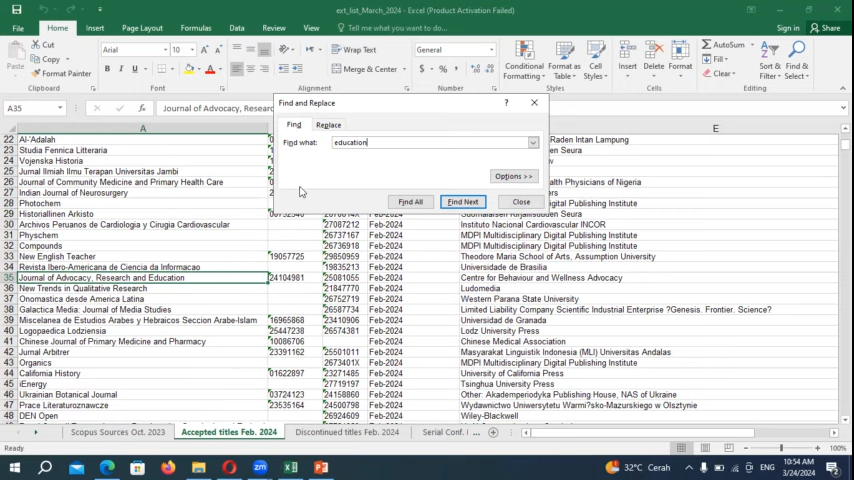 ext_list_March_2024 - Excel (Product Activation Failed)
File Home Insert Page Layout Formulas Data Review View Tell me what you want to do... Sign in Share
Cut
Copy
Format Painter
Paste
Clipboard
Arial 10
B I U
Font
Wrap Text
Merge & Center
Alignment
General
$ % ,
Number
Conditional Formatting
Format as Table
Cell Styles
Styles
Insert Delete Format
Cells
AutoSum
Fill
Clear
Sort & Filter
Find & Select
Editing
A35 fx Journal of Advocacy, Resear
Find and Replace
Find Replace
Find what: education
Options >>
Find All Find Next Close
A E
22 Al-'Adalah Raden Intan Lampung
23 Studia Fennica Litteraria Seura
24 Vojenska Historia
25 Jurnal Ilmiah Ilmu Terapan Universitas Jambi
26 Journal of Community Medicine and Primary Health Care Health Physicians of Nigeria
27 Indian Journal of Neurosurgery
28 Photochem MDPI Multidisciplinary Digital Publishing Institute
29 Historiallinen Arkisto Feb-2024 Suomalaisen Kirjallisuuden Seura
30 Archivos Peruanos de Cardiologia y Cirugia Cardiovascular 27087212 Feb-2024 Instituto Nacional Cardiovascular INCOR
31 Physchem 26737167 Feb-2024 MDPI Multidisciplinary Digital Publishing Institute
32 Compounds 26736918 Feb-2024 MDPI Multidisciplinary Digital Publishing Institute
33 New English Teacher 19057725 29850959 Feb-2024 Theodore Maria School of Arts, Assumption University
34 Revista Ibero-Americana de Ciencia da Informacao 19835213 Feb-2024 Universidade de Brasilia
35 Journal of Advocacy, Research and Education 24104981 25081055 Feb-2024 Centre for Behaviour and Wellness Advocacy
36 New Trends in Qualitative Research 21847770 Feb-2024 Ludomedia
37 Onomastica desde America Latina 26752719 Feb-2024 Western Parana State University
38 Galactica Media: Journal of Media Studies 26587734 Feb-2024 Limited Liability Company Scientific Industrial Enterprise ?Genesis. Frontier. Science?
39 Miscelanea de Estudios Arabes y Hebraicos Seccion Arabe-Islam 16965868 23410906 Feb-2024 Universidad de Granada
40 Logopaedica Lodziensia 25447238 26574381 Feb-2024 Lodz University Press
41 Chinese Journal of Medicine and Pharmacy 10086706 Feb-2024 Chinese Medical Association
42 Jurnal Arbitrer 23391162 25501011 Feb-2024 Masyarakat Linguistik Indonesia (MLI) Universitas Andalas
43 Organics 2673401X Feb-2024 MDPI Multidisciplinary Digital Publishing Institute
44 California History 01622897 23271485 Feb-2024 University of California Press
45 iEnergy 27719197 Feb-2024 Tsinghua University Press
46 Ukrainian Botanical Journal 03724123 24158860 Feb-2024 Other: Akademperiodyka Publishing House, NAS of Ukraine
47 Prace Literaturoznawcze 23535164 24500798 Feb-2024 Wydawnictwo Uniwersytetu Warmi?sko-Mazurskiego w Olsztynie
48 DEN Open 26924609 Feb-2024 Wiley-Blackwell
Scopus Sources Oct. 2023 Accepted titles Feb. 2024 Discontinued titles Feb. 2024 Serial Conf. I ...
Ready 100%
32°C Cerah ENG 10:54 AM
3/24/2024 2